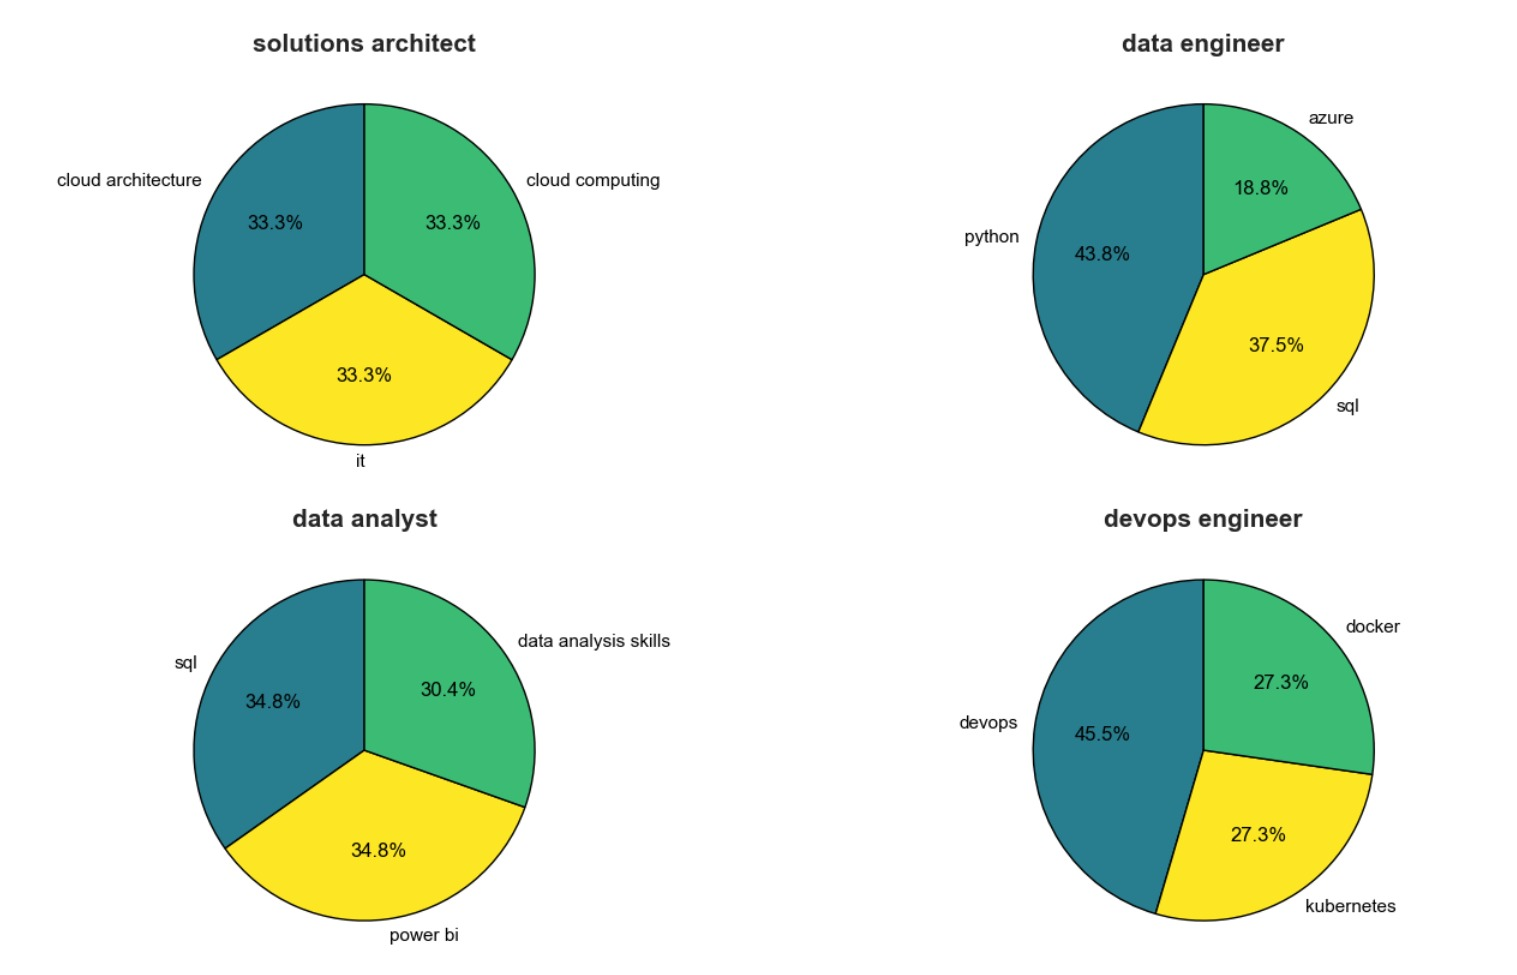 solutions architect
cloud architecture
33.3%
33.3%
cloud computing
33.3%
it
data engineer
azure
18.8%
python
43.8%
37.5%
sql
data analyst
data analysis skills
sql
30.4%
34.8%
34.8%
power bi
devops engineer
docker
27.3%
devops
45.5%
27.3%
kubernetes